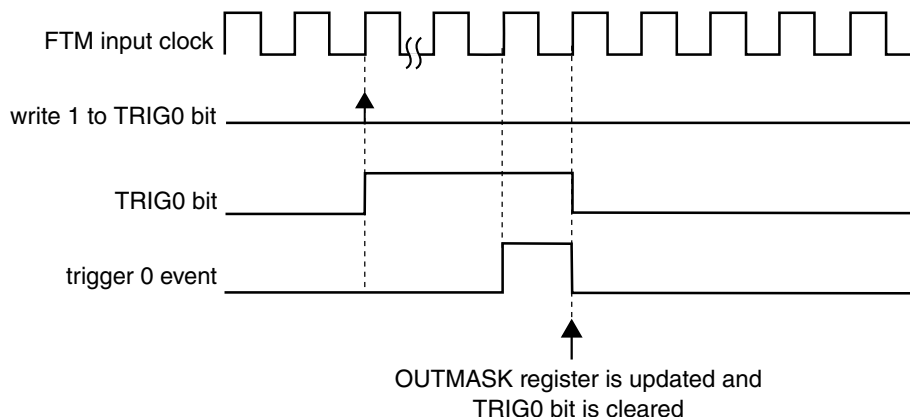 FTM input clock
write 1 to TRIG0 bit
TRIG0 bit
trigger 0 event
OUTMASK register is updated and
TRIG0 bit is cleared